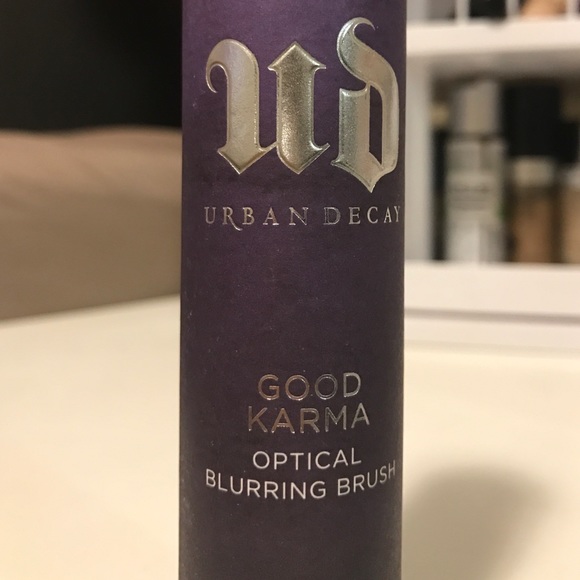 UD
URBAN DECAY
GOOD
KARMA
OPTICAL
BLURRING BRUSH